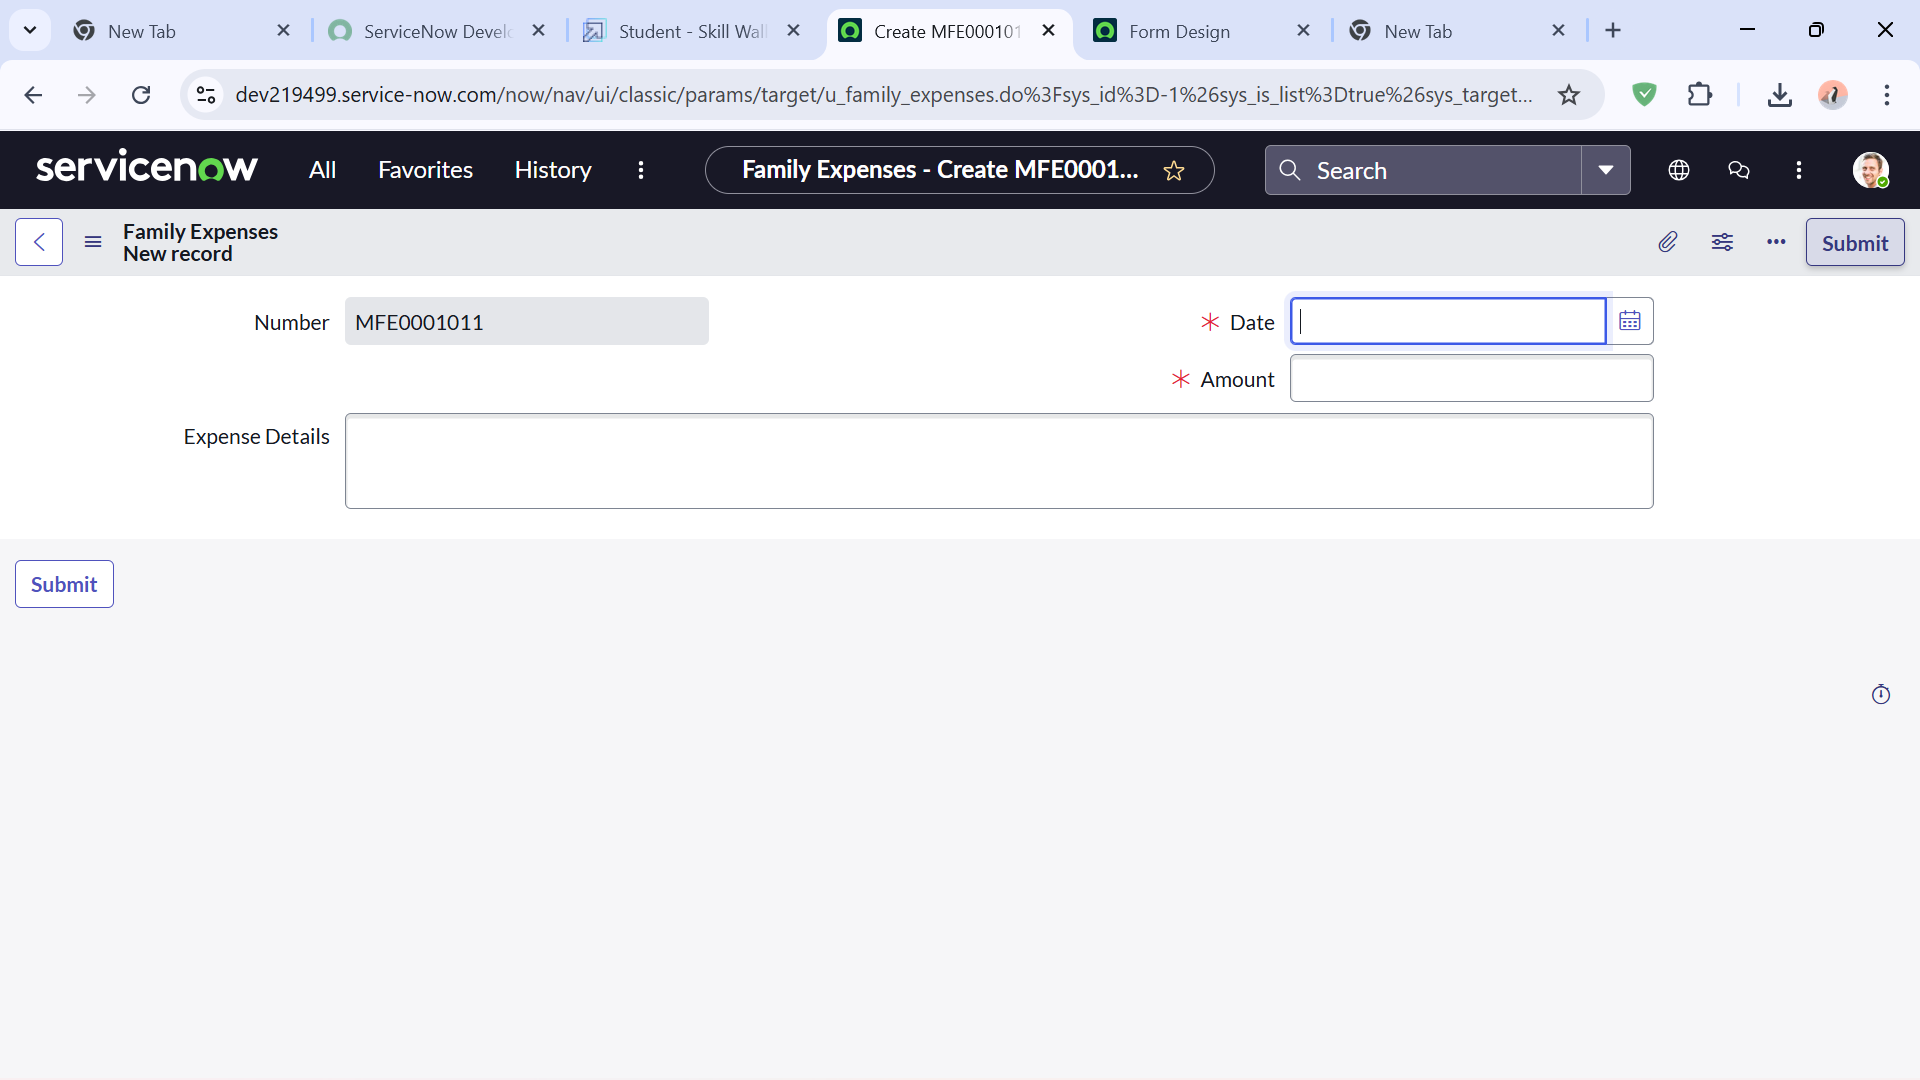 New Tab
ServiceNow Devel
Student - Skill Wall
Create MFE000101
Form Design
New Tab
dev219499.service-now.com/now/nav/ui/classic/params/target/u_family_expenses.do%3Fsys_id%3D-1%26sys_is_list%3Dtrue%26sys_target...
servicenow
All
Favorites
History
Family Expenses - Create MFE0001...
Search
Family Expenses
New record
Submit
Number
MFE0001011
* Date
* Amount
Expense Details
Submit